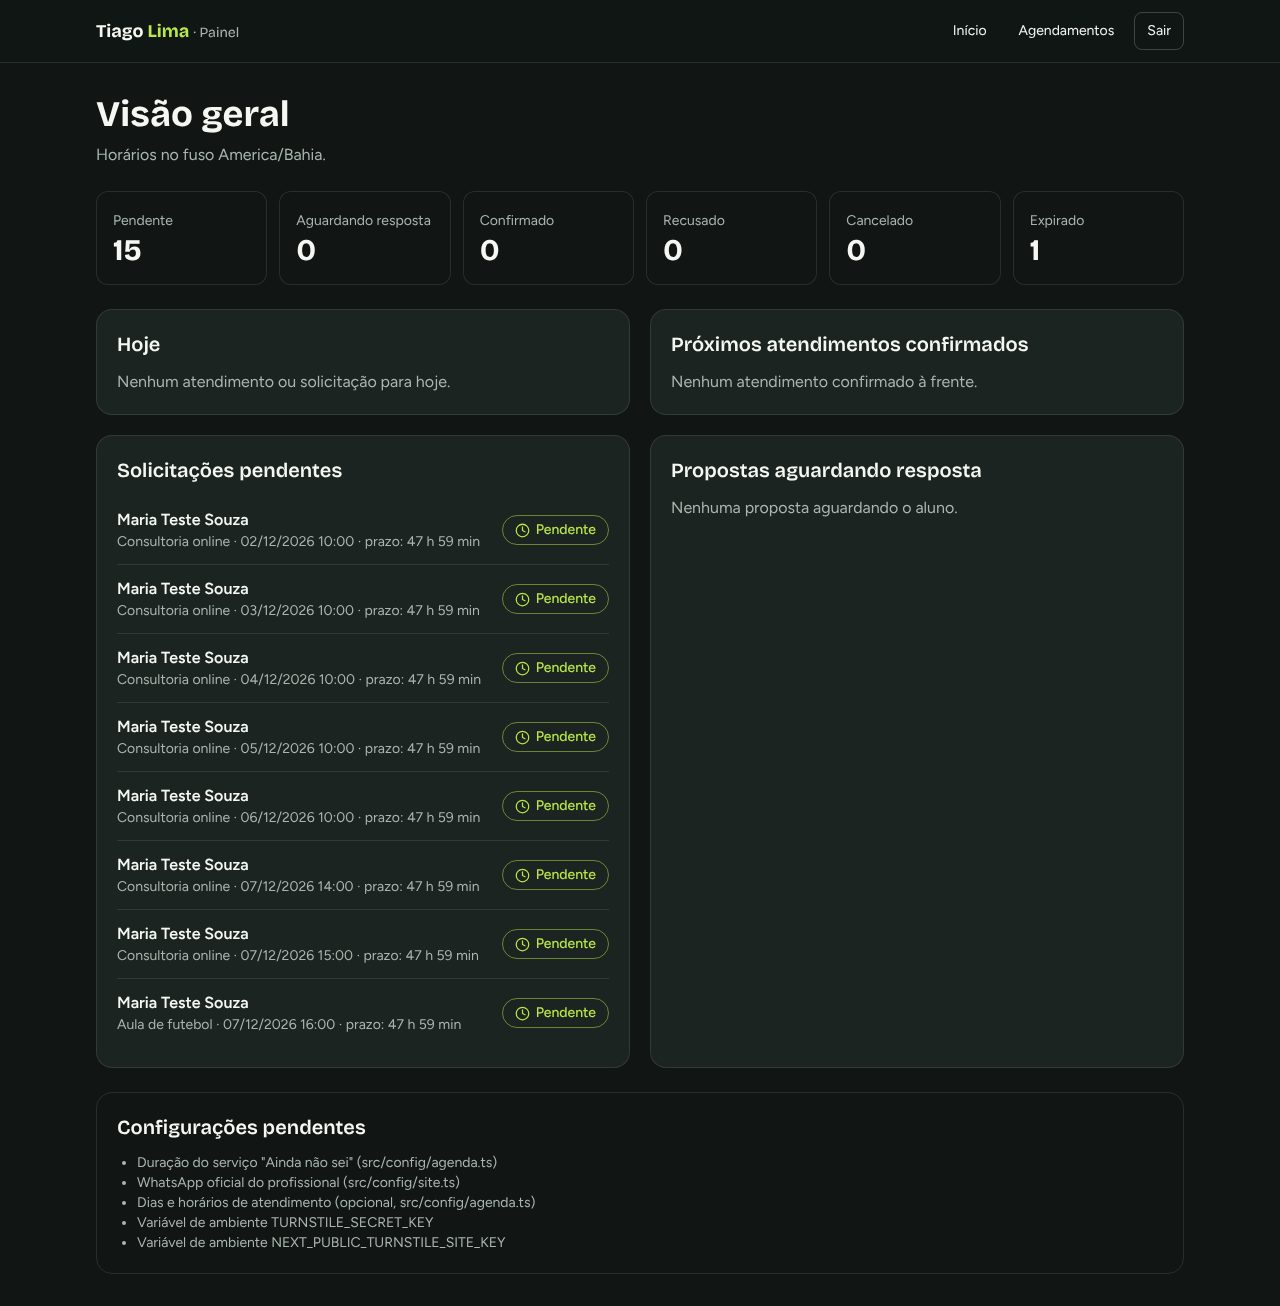 Tiago Lima · Painel
Início
Agendamentos
Sair
Visão geral
Horários no fuso America/Bahia.
Pendente
15
Aguardando resposta
0
Confirmado
0
Recusado
0
Cancelado
0
Expirado
1
Hoje
Nenhum atendimento ou solicitação para hoje.
Próximos atendimentos confirmados
Nenhum atendimento confirmado à frente.
Solicitações pendentes
Maria Teste Souza
Consultoria online · 02/12/2026 10:00 · prazo: 47 h 59 min
Pendente
Maria Teste Souza
Consultoria online · 03/12/2026 10:00 · prazo: 47 h 59 min
Pendente
Maria Teste Souza
Consultoria online · 04/12/2026 10:00 · prazo: 47 h 59 min
Pendente
Maria Teste Souza
Consultoria online · 05/12/2026 10:00 · prazo: 47 h 59 min
Pendente
Maria Teste Souza
Consultoria online · 06/12/2026 10:00 · prazo: 47 h 59 min
Pendente
Maria Teste Souza
Consultoria online · 07/12/2026 14:00 · prazo: 47 h 59 min
Pendente
Maria Teste Souza
Consultoria online · 07/12/2026 15:00 · prazo: 47 h 59 min
Pendente
Maria Teste Souza
Aula de futebol · 07/12/2026 16:00 · prazo: 47 h 59 min
Pendente
Propostas aguardando resposta
Nenhuma proposta aguardando o aluno.
Configurações pendentes
• Duração do serviço "Ainda não sei" (src/config/agenda.ts)
• WhatsApp oficial do profissional (src/config/site.ts)
• Dias e horários de atendimento (opcional, src/config/agenda.ts)
• Variável de ambiente TURNSTILE_SECRET_KEY
• Variável de ambiente NEXT_PUBLIC_TURNSTILE_SITE_KEY